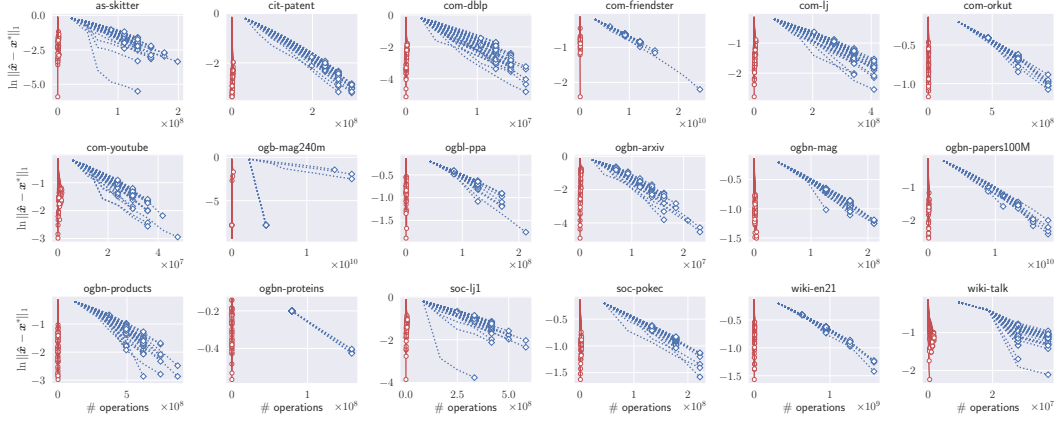 as-skitter cit-patent com-dblp com-friendster com-lj com-orkut
ln ‖x̂ − x*‖₁
0.0 −2.5 −5.0
0 1 2 ×10⁸
0 −2
0 2 ×10⁸
0 −2 −4
0 1 ×10⁷
0 −1 −2
0 1 2 ×10¹⁰
−1 −2
0 2 4 ×10⁸
−0.5 −1.0
0 5 ×10⁸
com-youtube ogb-mag240m ogbl-ppa ogbn-arxiv ogbn-mag ogbn-papers100M
ln ‖x̂ − x*‖₁
−1 −2 −3
0 2 4 ×10⁷
0 −5
0 1 ×10¹⁰
−0.5 −1.0 −1.5
0 1 2 ×10⁸
0 −2 −4
0 1 2 ×10⁷
−0.5 −1.0 −1.5
0 1 2 ×10⁸
−1 −2
0 1 ×10¹⁰
ogbn-products ogbn-proteins soc-lj1 soc-pokec wiki-en21 wiki-talk
ln ‖x̂ − x*‖₁
−1 −2 −3
0 5 ×10⁸
−0.2 −0.4
0 1 ×10⁸
0 −2 −4
0.0 2.5 5.0 ×10⁸
−0.5 −1.0 −1.5
0 2 ×10⁸
−0.5 −1.0 −1.5
0 1 ×10⁹
−1 −2
0 2 ×10⁷
# operations # operations # operations # operations # operations # operations